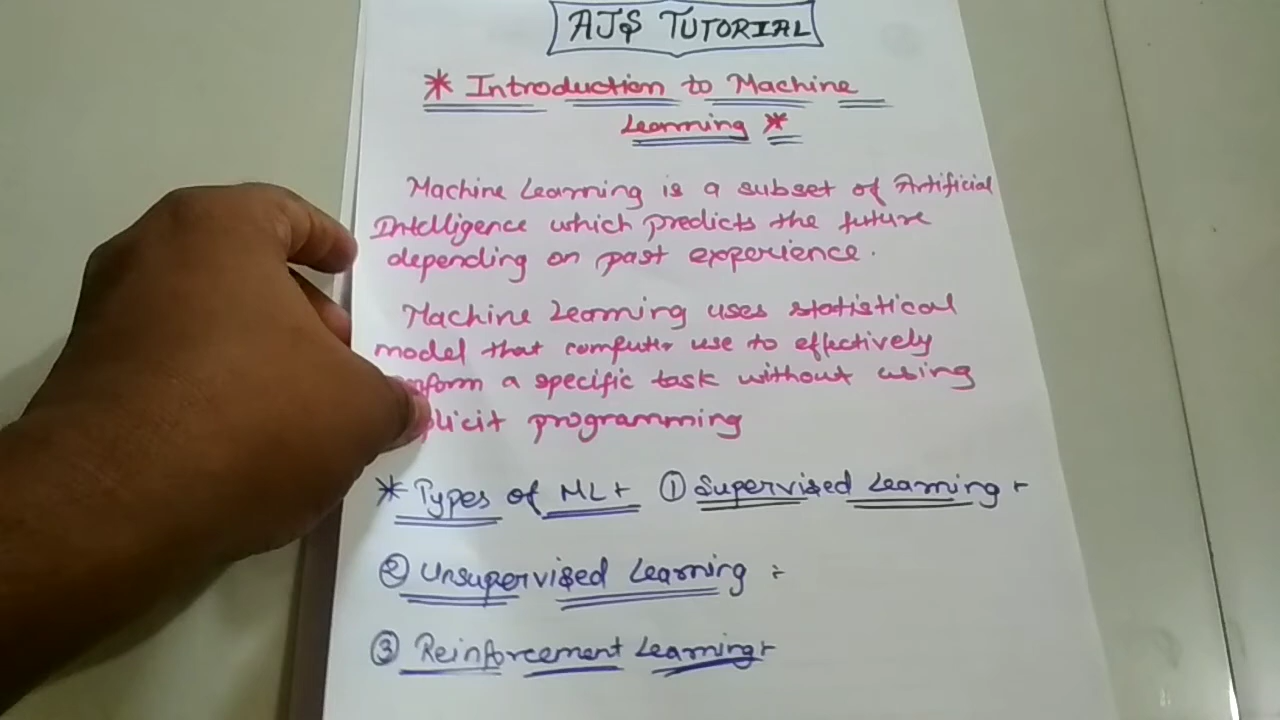 AJS TUTORIAL
* Introduction to Machine
Learning *
Machine Learning is a subset of Artificial
Intelligence which predicts the future
depending on past experience.
Machine Learning uses statistical
model that computer use to effectively
form a specific task without using
plicit programming
* Types of ML:- ① Supervised Learning:-
② Unsupervised Learning :-
③ Reinforcement Learning:-